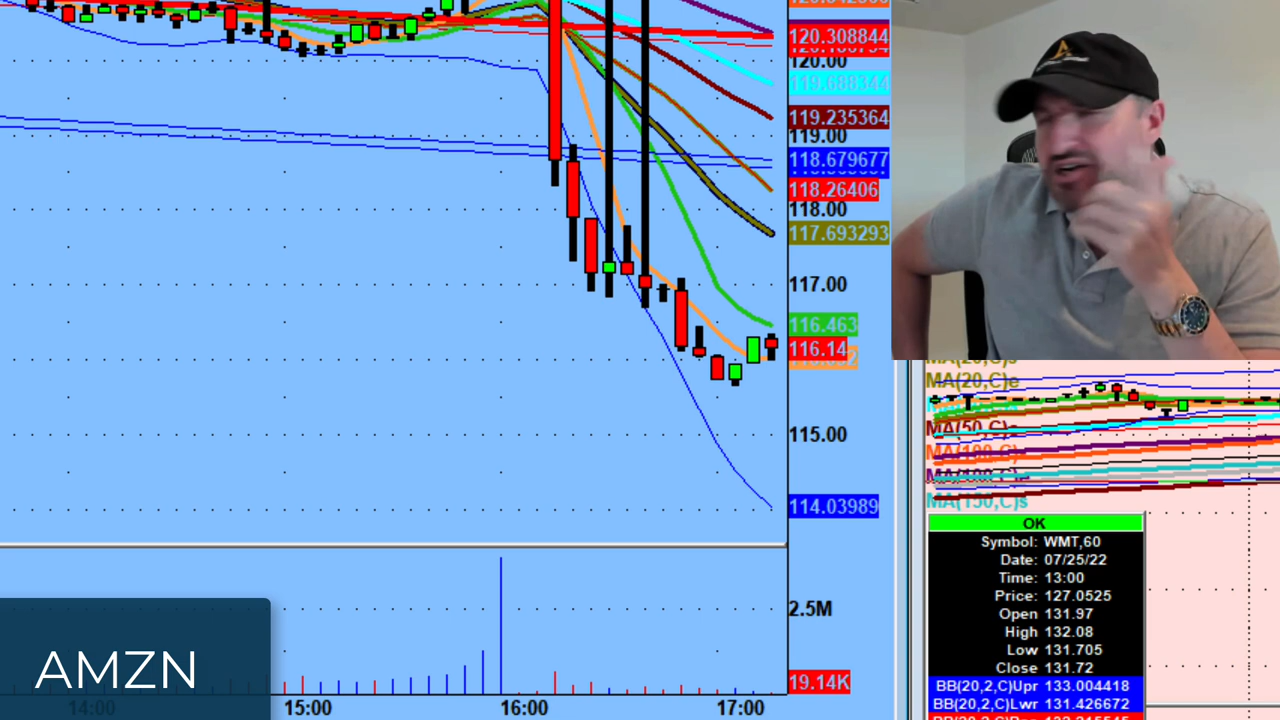 120.308844
120.00
119.688344
119.235364
119.00
118.679677
118.26406
118.00
117.693293
117.00
116.463
116.14
115.00
114.03989
2.5M
19.14K
14:00
15:00
16:00
17:00
AMZN
MA(20,C)e
MA(50,C)
MA(150,C)s
OK
Symbol: WMT,60
Date: 07/25/22
Time: 13:00
Price: 127.0525
Open 131.97
High 132.08
Low 131.705
Close 131.72
BB(20,2,C)Upr 133.004418
BB(20,2,C)Lwr 131.426672